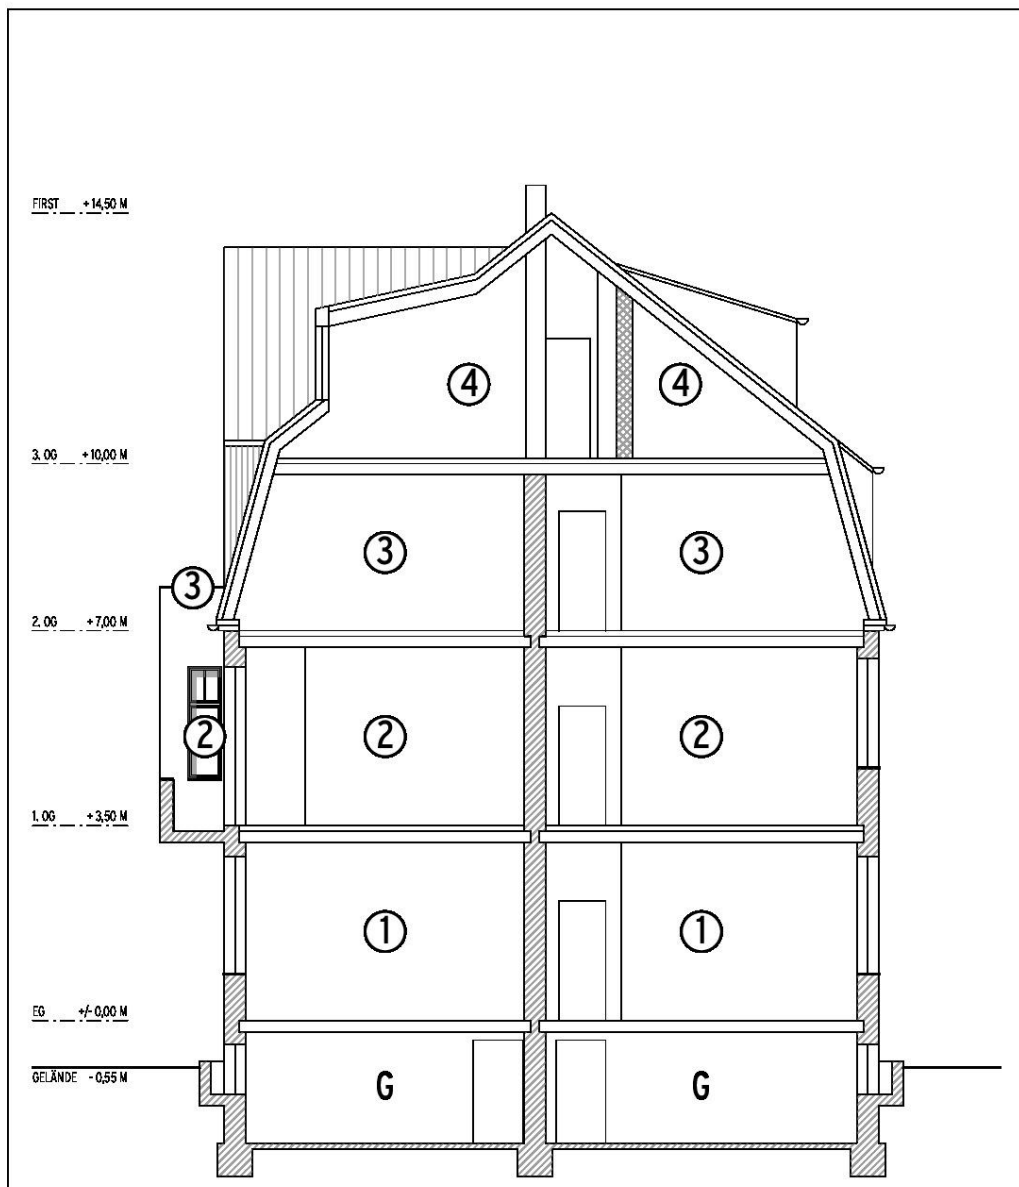 FIRST +14,50 M
4 4
3. OG +10,00 M
3 3
3
2. OG +7,00 M
2 2 2
1. OG +3,50 M
1 1
EG +/- 0,00 M
GELÄNDE - 0,55 M
G G